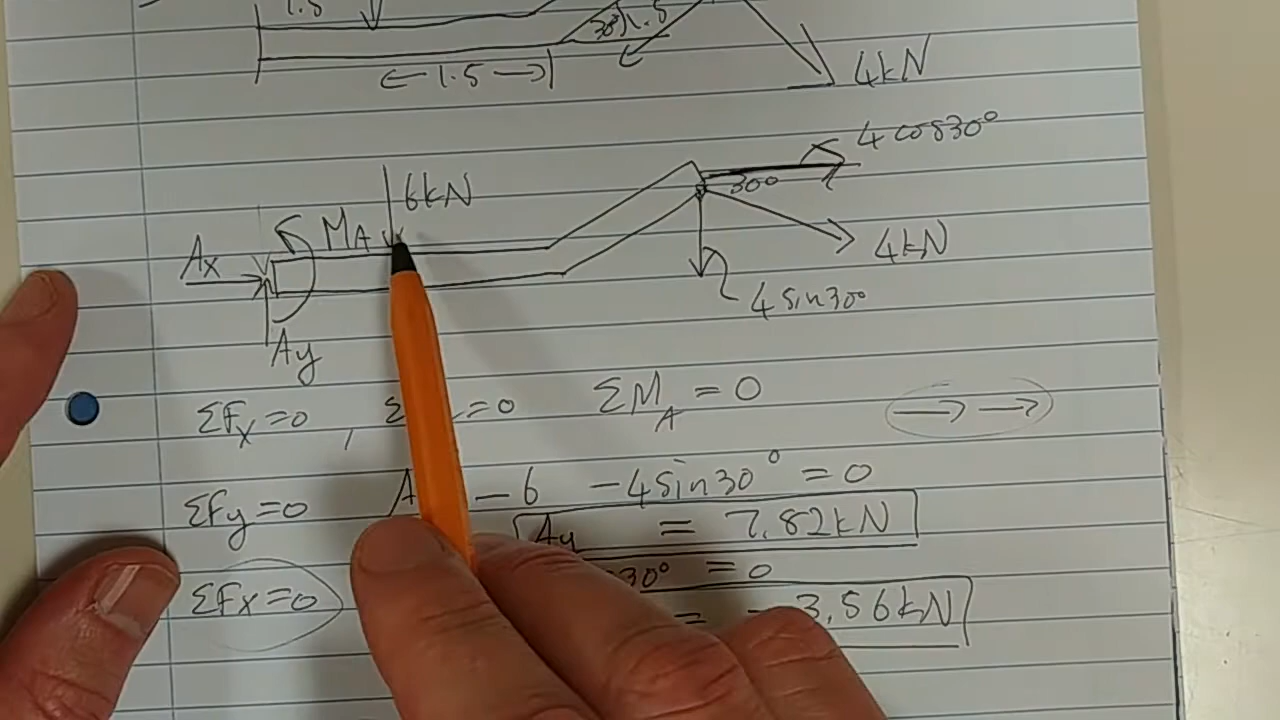 1.5
30° 1.5
1.5
4kN
4cos30°
6kN
30°
MA
Ax
4kN
4sin30°
Ay
ΣFx=0 , =0 ΣMA = 0
ΣFy=0 A - 6 - 4sin30° = 0
Ay = 7.82kN
ΣFx=0 30° = 0
= - 3.56kN